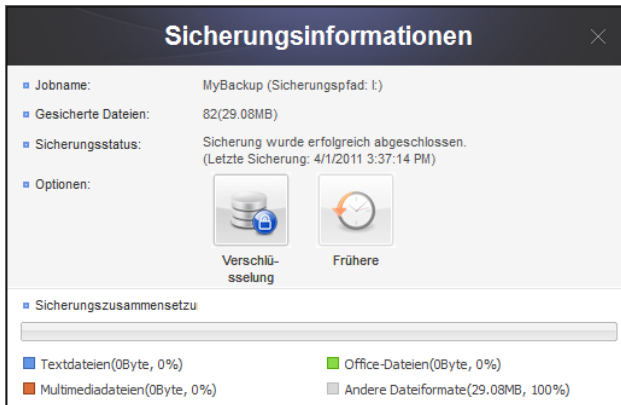 Sicherungsinformationen
Jobname: MyBackup (Sicherungspfad: I:)
Gesicherte Dateien: 82(29.08MB)
Sicherungsstatus: Sicherung wurde erfolgreich abgeschlossen.
(Letzte Sicherung: 4/1/2011 3:37:14 PM)
Optionen:
Verschlü-
sselung
Frühere
Sicherungszusammensetzu
Textdateien(0Byte, 0%) Office-Dateien(0Byte, 0%)
Multimediadateien(0Byte, 0%) Andere Dateiformate(29.08MB, 100%)